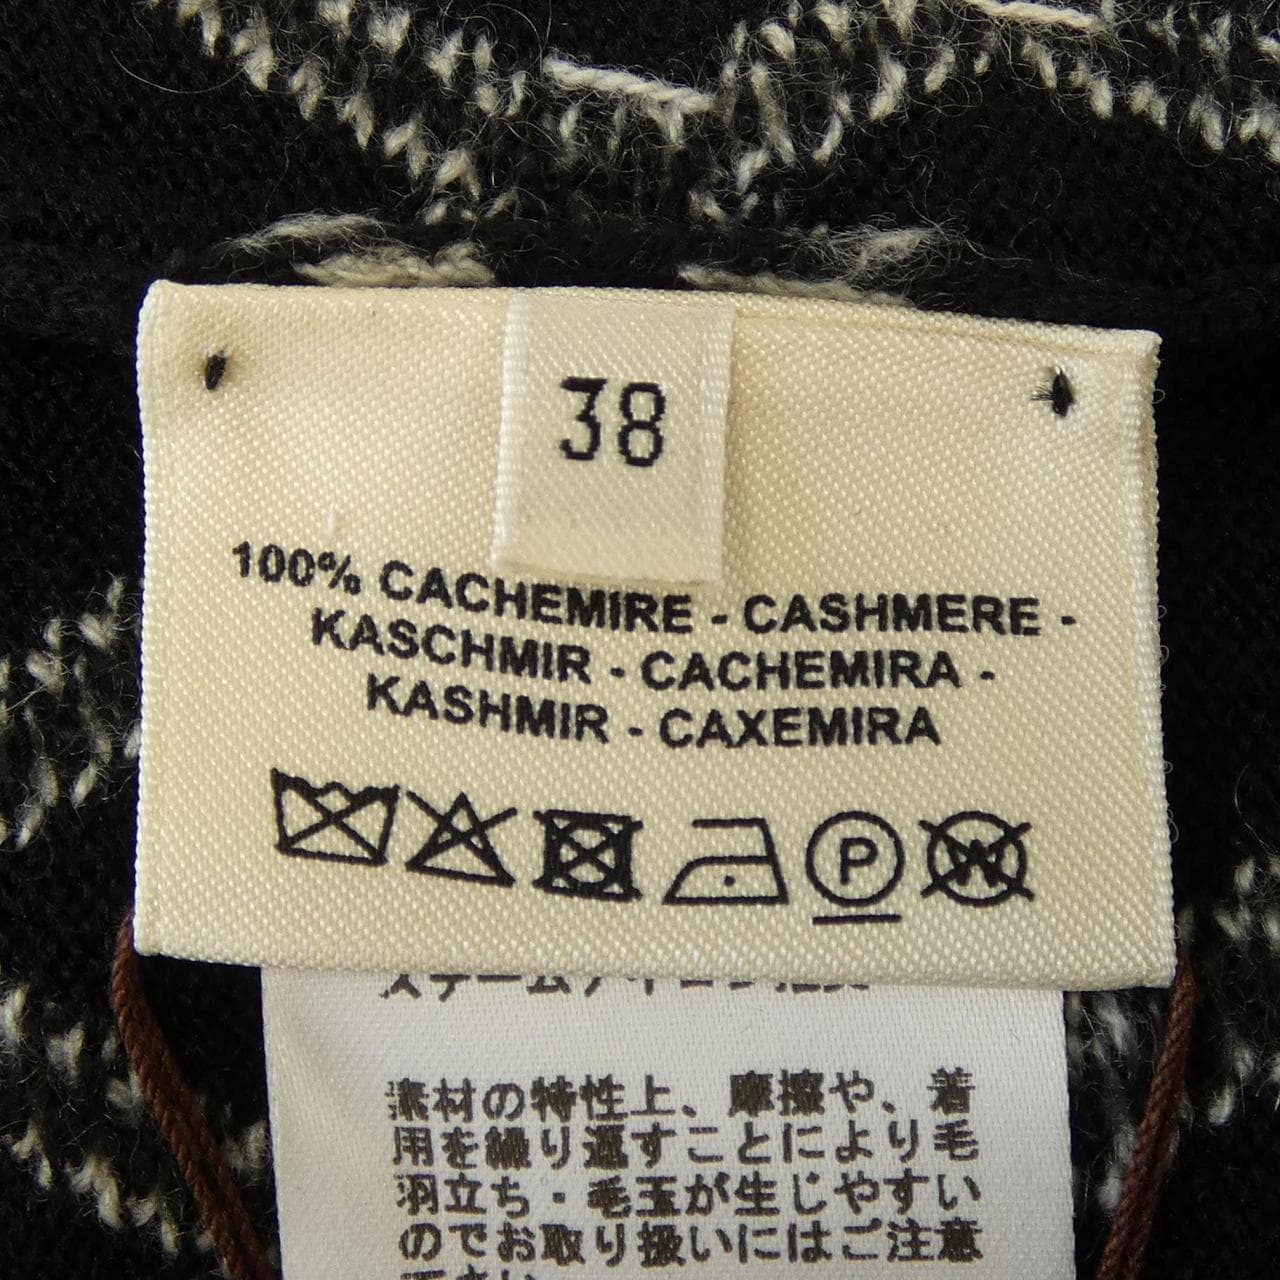 38
100% CACHEMIRE - CASHMERE -
KASCHMIR - CACHEMIRA -
KASHMIR - CAXEMIRA
P
W
素材の特性上、摩擦や、着
用を繰り返すことにより毛
羽立ち・毛玉が生じやすい
のでお取り扱いにはご注意